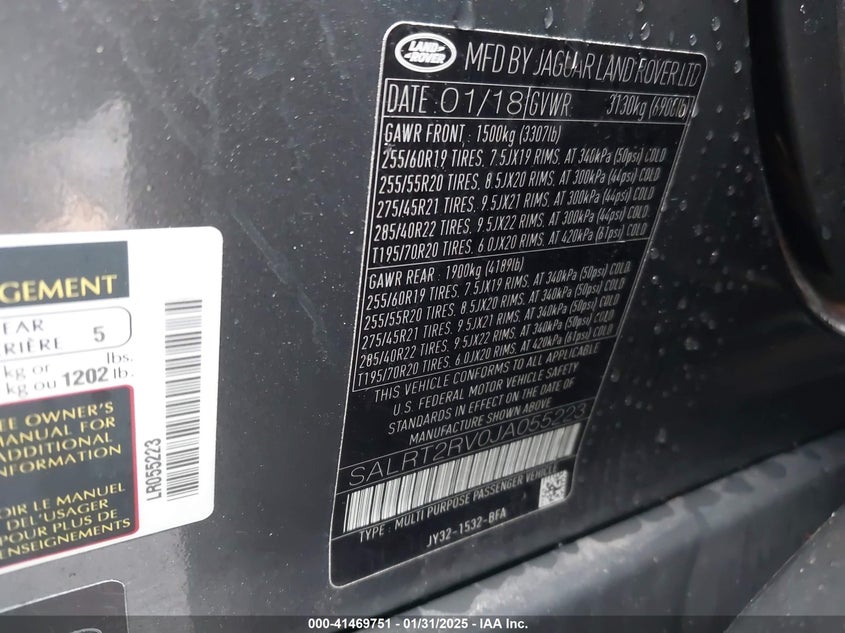 LAND ROVER
MFD BY JAGUAR LAND ROVER LTD
DATE: 01/18 GVWR: 3130kg (6906lb)
GAWR FRONT : 1500kg (3307lb)
255/60R19 TIRES, 7.5JX19 RIMS, AT 340kPa (50psi) COLD
255/55R20 TIRES, 8.5JX20 RIMS, AT 300kPa (44psi) COLD
275/45R21 TIRES, 9.5JX21 RIMS, AT 300kPa (44psi) COLD
285/40R22 TIRES, 9.5JX22 RIMS, AT 300kPa (44psi) COLD
T195/70R20 TIRES, 6.0JX20 RIMS, AT 420kPa (61psi) COLD
GAWR REAR : 1900kg (4189lb)
255/60R19 TIRES, 7.5JX19 RIMS, AT 340kPa (50psi) COLD
255/55R20 TIRES, 8.5JX20 RIMS, AT 340kPa (50psi) COLD
275/45R21 TIRES, 9.5JX21 RIMS, AT 340kPa (50psi) COLD
285/40R22 TIRES, 9.5JX22 RIMS, AT 340kPa (50psi) COLD
T195/70R20 TIRES, 6.0JX20 RIMS, AT 420kPa (61psi) COLD
THIS VEHICLE CONFORMS TO ALL APPLICABLE
U.S. FEDERAL MOTOR VEHICLE SAFETY
STANDARDS IN EFFECT ON THE DATE OF
MANUFACTURE SHOWN ABOVE
SALRT2RV0JA055223
TYPE : MULTI PURPOSE PASSENGER VEHICLE
JY32-1532-BFA
GEMENT
EAR
RIÈRE 5
kg or lbs.
kg ou 1202 lb.
EE OWNER'S
MANUAL FOR
ADDITIONAL
INFORMATION
OIR LE MANUEL
DEL'USAGER
POUR PLUS DE
ENSEIGNEMENTS
LR055223
000-41469751 - 01/31/2025 - IAA Inc.